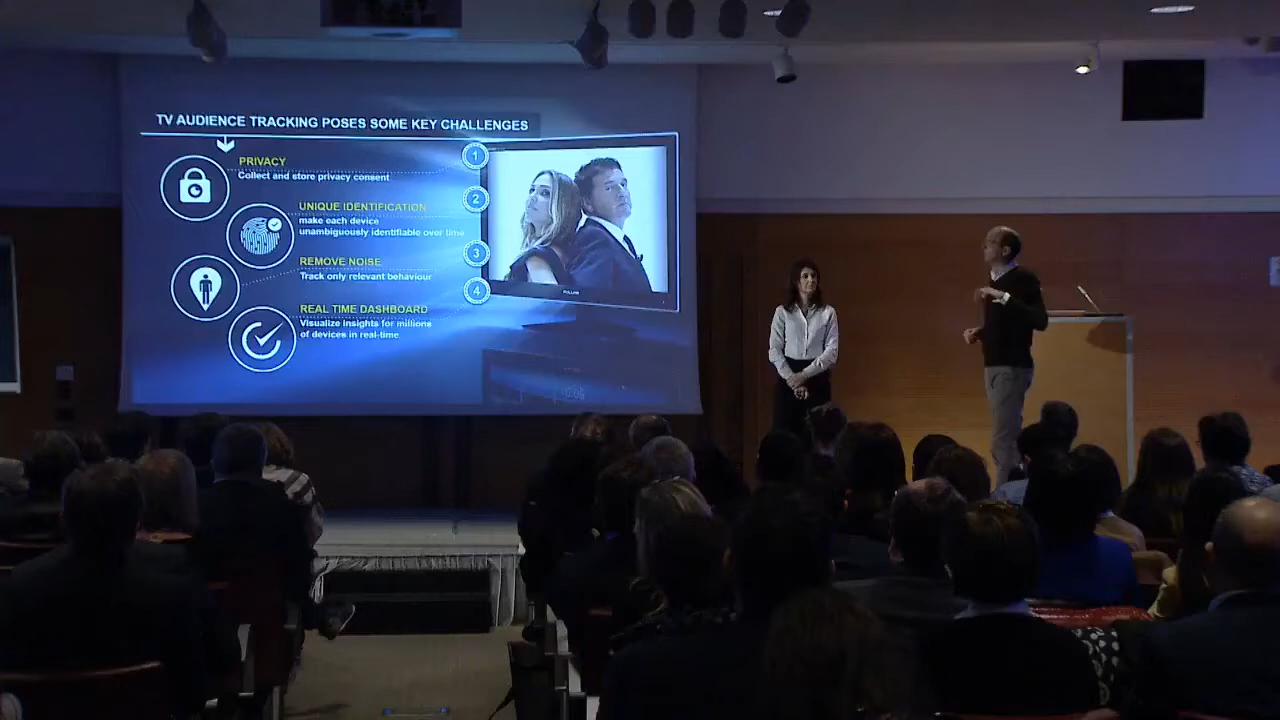 TV AUDIENCE TRACKING POSES SOME KEY CHALLENGES
PRIVACY
Collect and store privacy consent
UNIQUE IDENTIFICATION
make each device
unambiguously identifiable over time
REMOVE NOISE
Track only relevant behaviour
REAL TIME DASHBOARD
Visualize insights for millions
of devices in real-time.
1
2
3
4